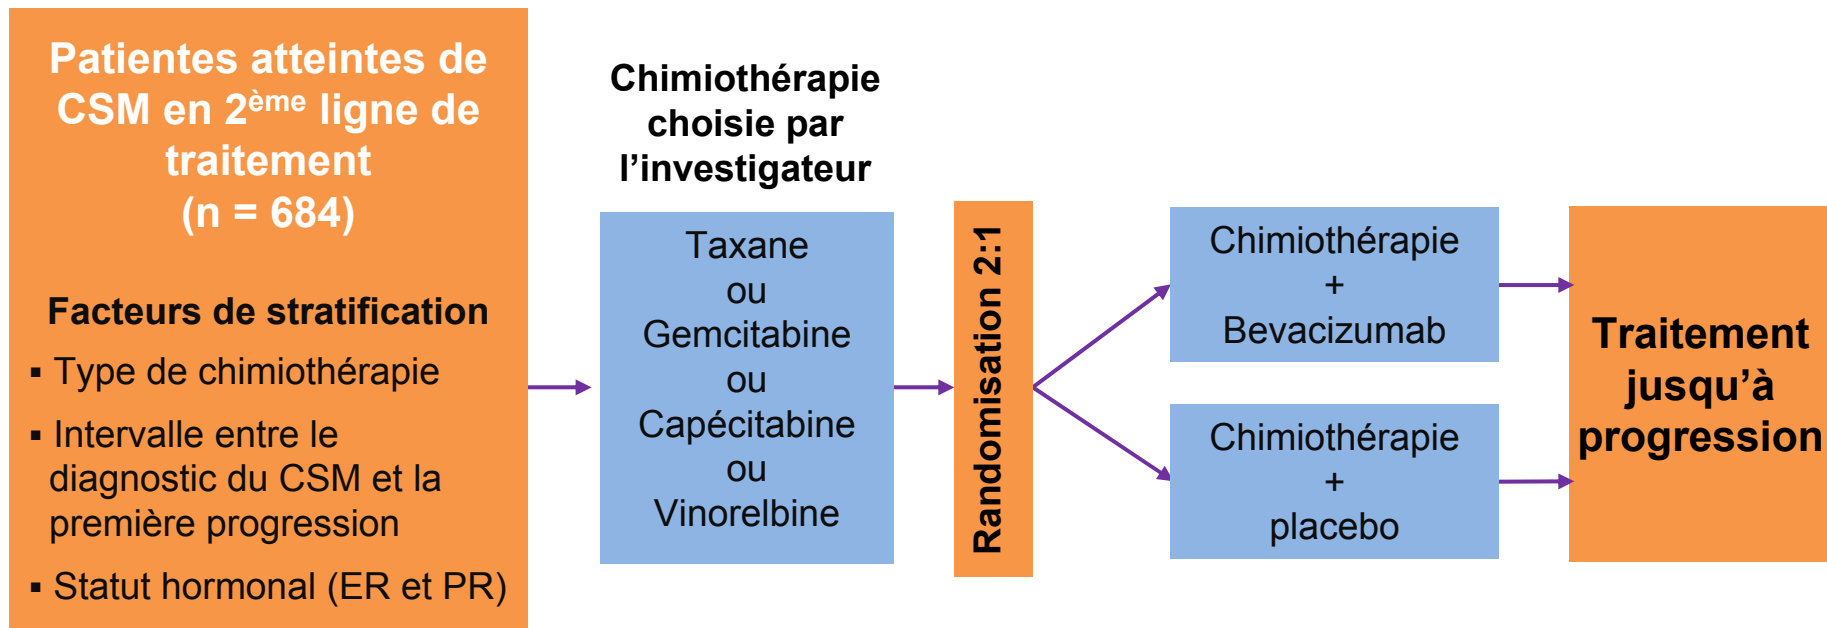 Patientes atteintes de
CSM en 2ème ligne de
traitement
(n = 684)
Facteurs de stratification
▪ Type de chimiothérapie
▪ Intervalle entre le
diagnostic du CSM et la
première progression
▪ Statut hormonal (ER et PR)
Chimiothérapie
choisie par
l’investigateur
Taxane
ou
Gemcitabine
ou
Capécitabine
ou
Vinorelbine
Randomisation 2:1
Chimiothérapie
+
Bevacizumab
Chimiothérapie
+
placebo
Traitement
jusqu’à
progression